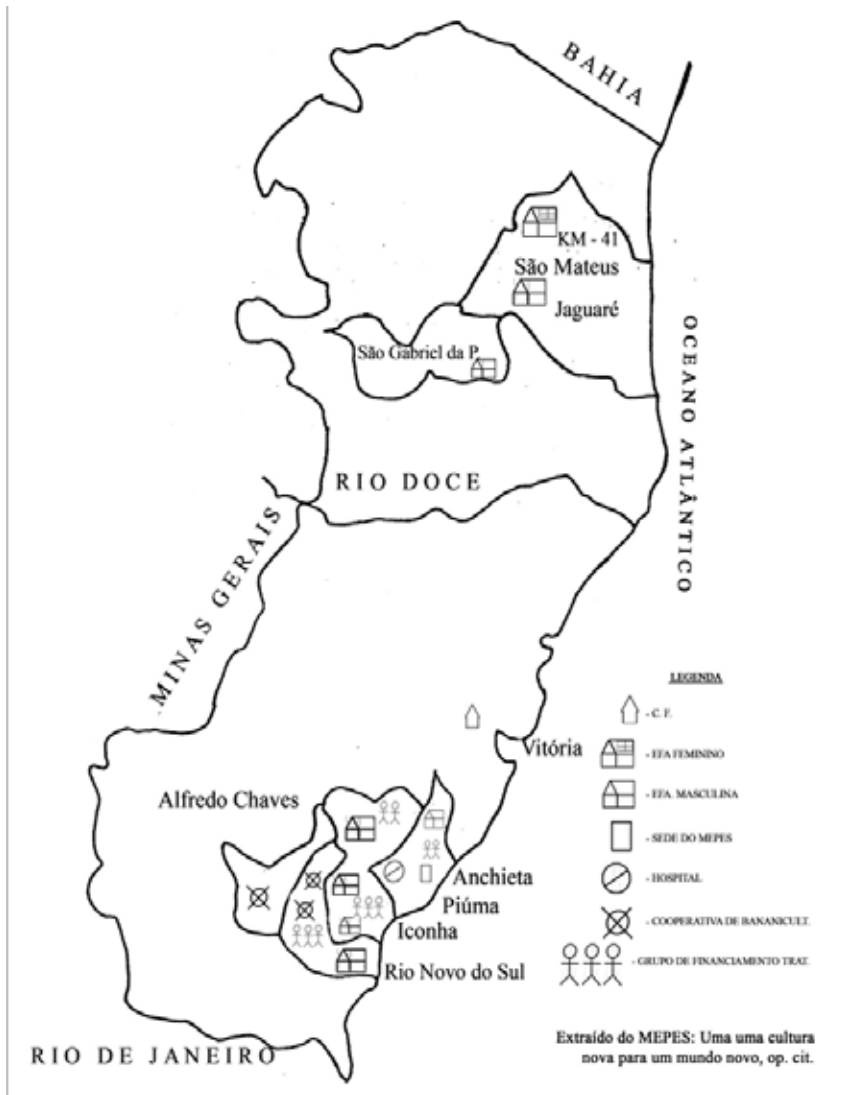 BAHIA
KM - 41
São Mateus
Jaguaré
São Gabriel da P.
OCEANO ATLÂNTICO
RIO DOCE
MINAS GERAIS
Vitória
Alfredo Chaves
Anchieta
Piúma
Iconha
Rio Novo do Sul
RIO DE JANEIRO
LEGENDA
- C. F.
- EFA FEMININO
- EFA. MASCULINA
- SEDE DO MEPES
- HOSPITAL
- COOPERATIVA DE BANANICULT.
- GRUPO DE FINANCIAMENTO TRAT.
Extraído do MEPES: Uma uma cultura
nova para um mundo novo, op. cit.